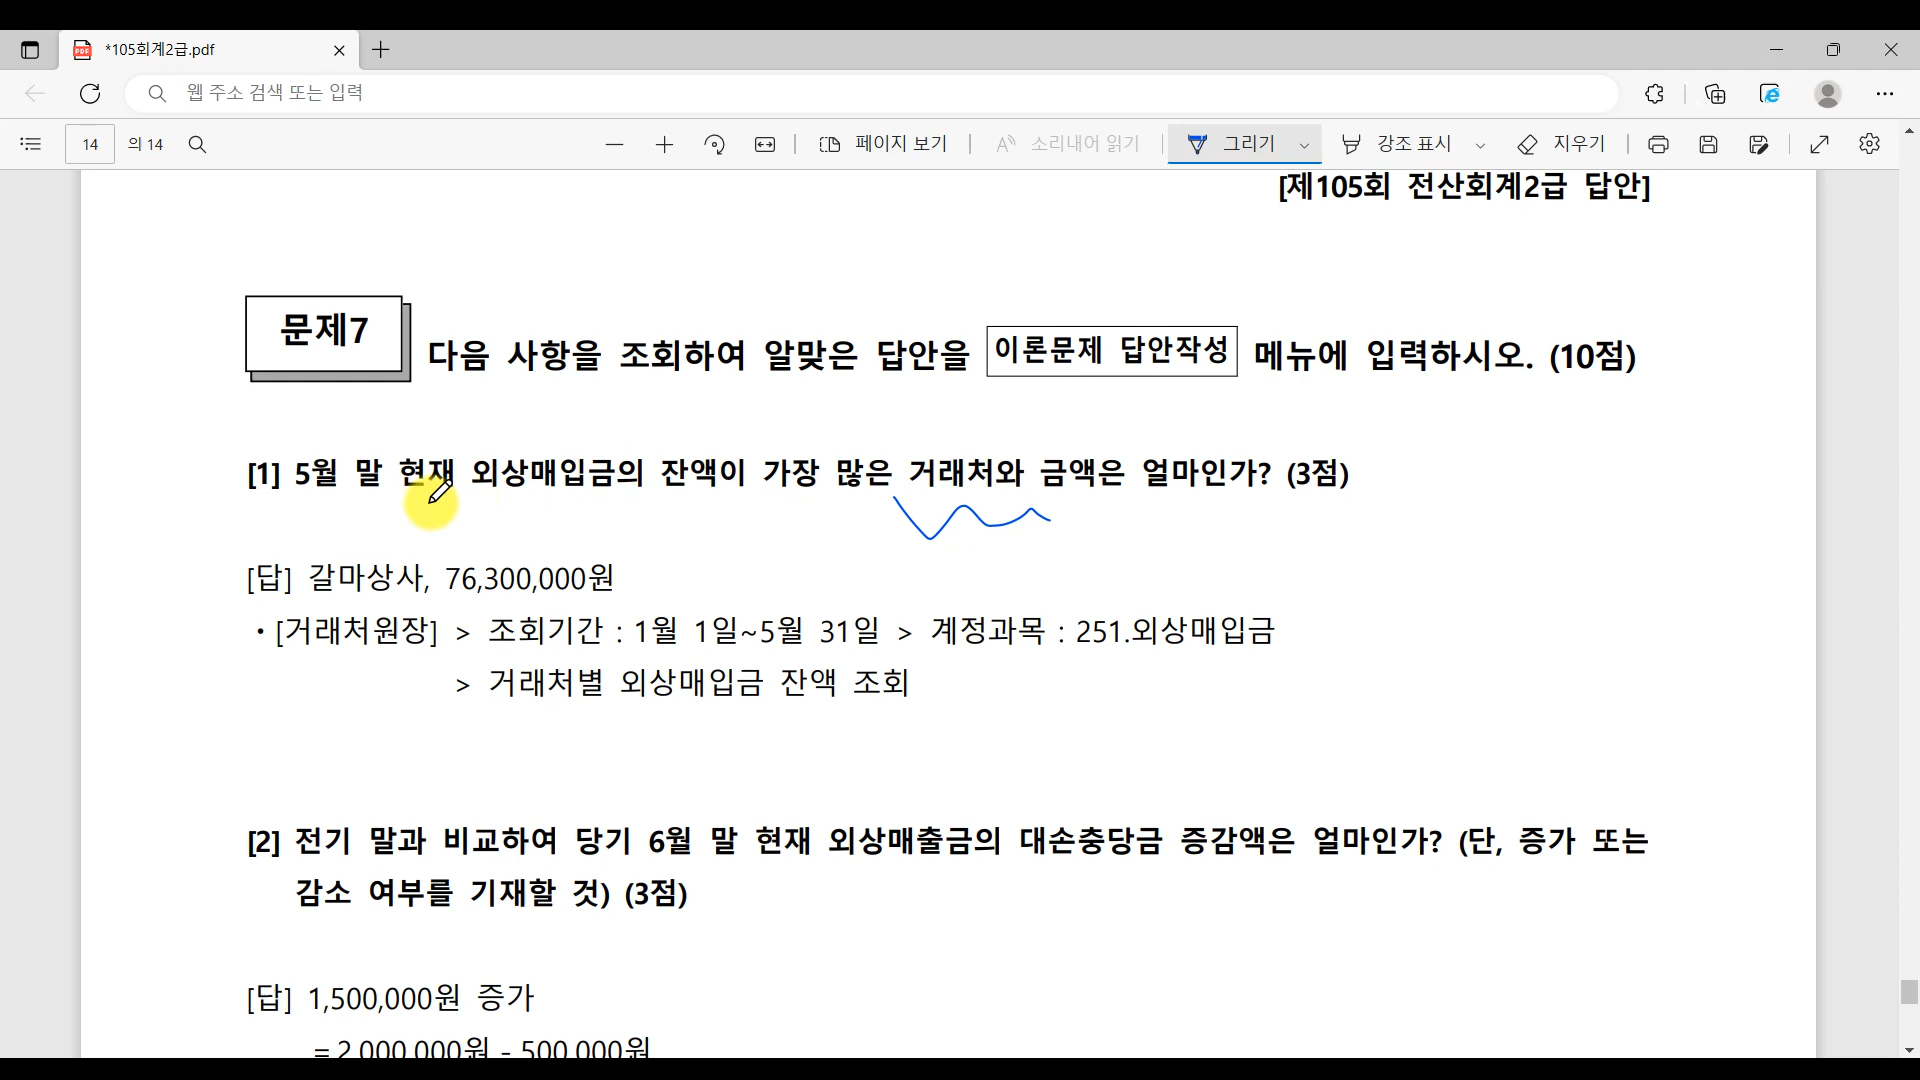 *105회계2급.pdf
웹 주소 검색 또는 입력
14 의 14 페이지 보기 소리내어 읽기 그리기 강조 표시 지우기
[제105회 전산회계2급 답안]
문제7 다음 사항을 조회하여 알맞은 답안을 이론문제 답안작성 메뉴에 입력하시오. (10점)
[1] 5월 말 현재 외상매입금의 잔액이 가장 많은 거래처와 금액은 얼마인가? (3점)
[답] 갈마상사, 76,300,000원
・[거래처원장] > 조회기간 : 1월 1일~5월 31일 > 계정과목 : 251.외상매입금
> 거래처별 외상매입금 잔액 조회
[2] 전기 말과 비교하여 당기 6월 말 현재 외상매출금의 대손충당금 증감액은 얼마인가? (단, 증가 또는
감소 여부를 기재할 것) (3점)
[답] 1,500,000원 증가
= 2,000,000원 - 500,000원